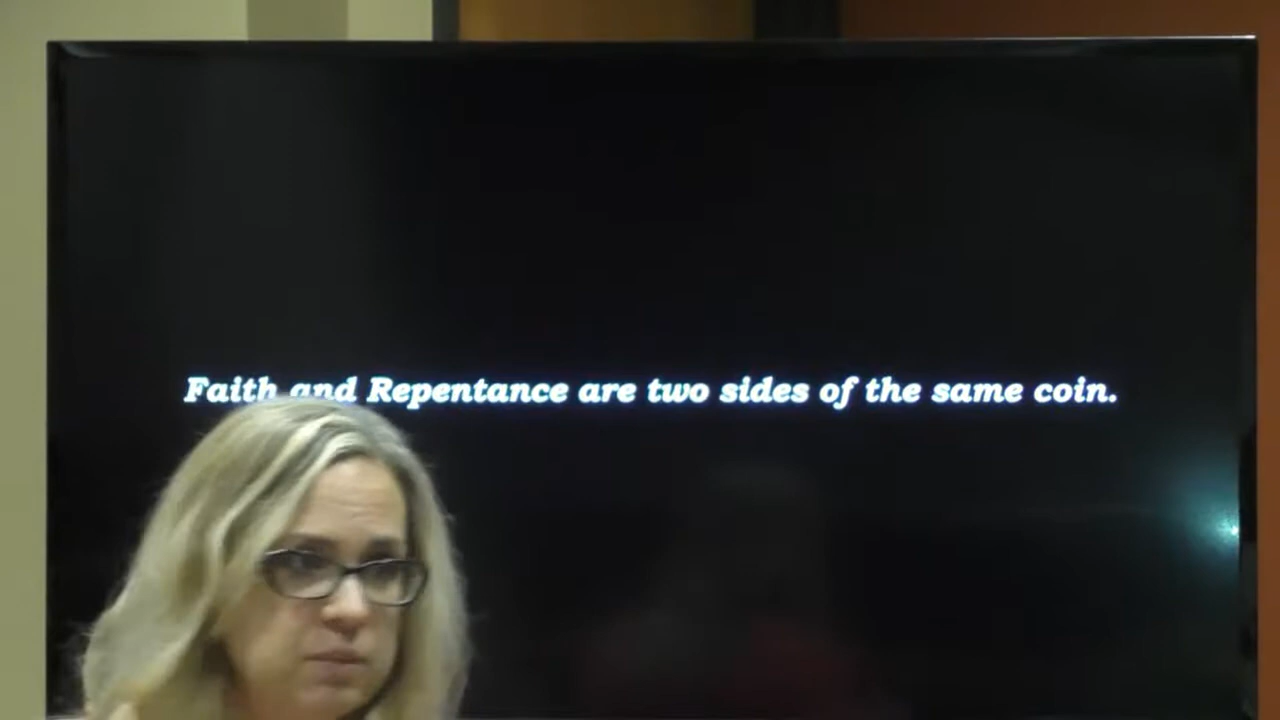 Faith and Repentance are two sides of the same coin.